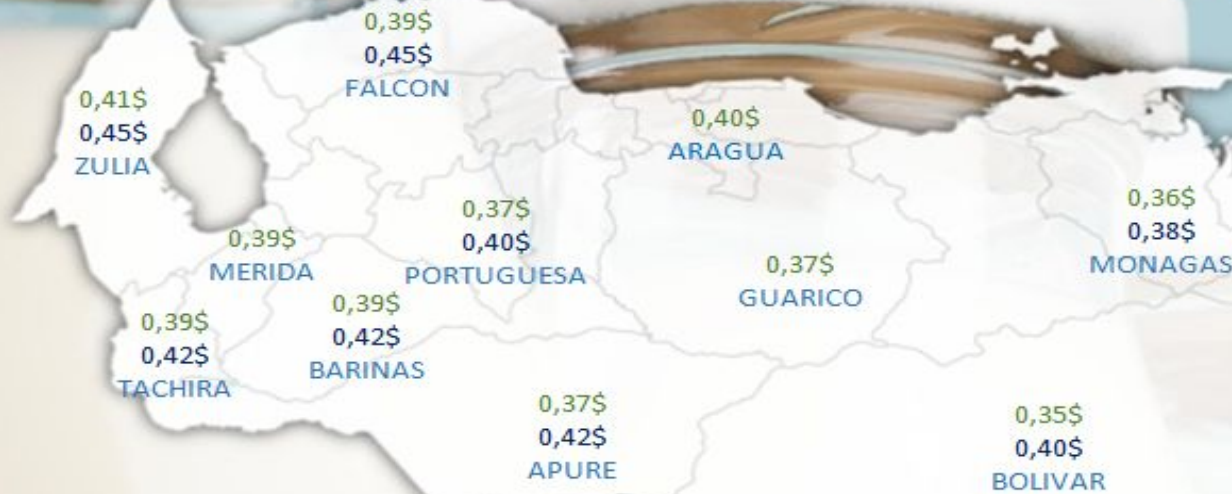 0,39$
0,45$
FALCON
0,41$
0,45$
ZULIA
0,40$
ARAGUA
0,36$
0,38$
MONAGAS
0,39$
MERIDA
0,37$
0,40$
PORTUGUESA
0,37$
GUARICO
0,39$
0,42$
TACHIRA
0,39$
0,42$
BARINAS
0,37$
0,42$
APURE
0,35$
0,40$
BOLIVAR